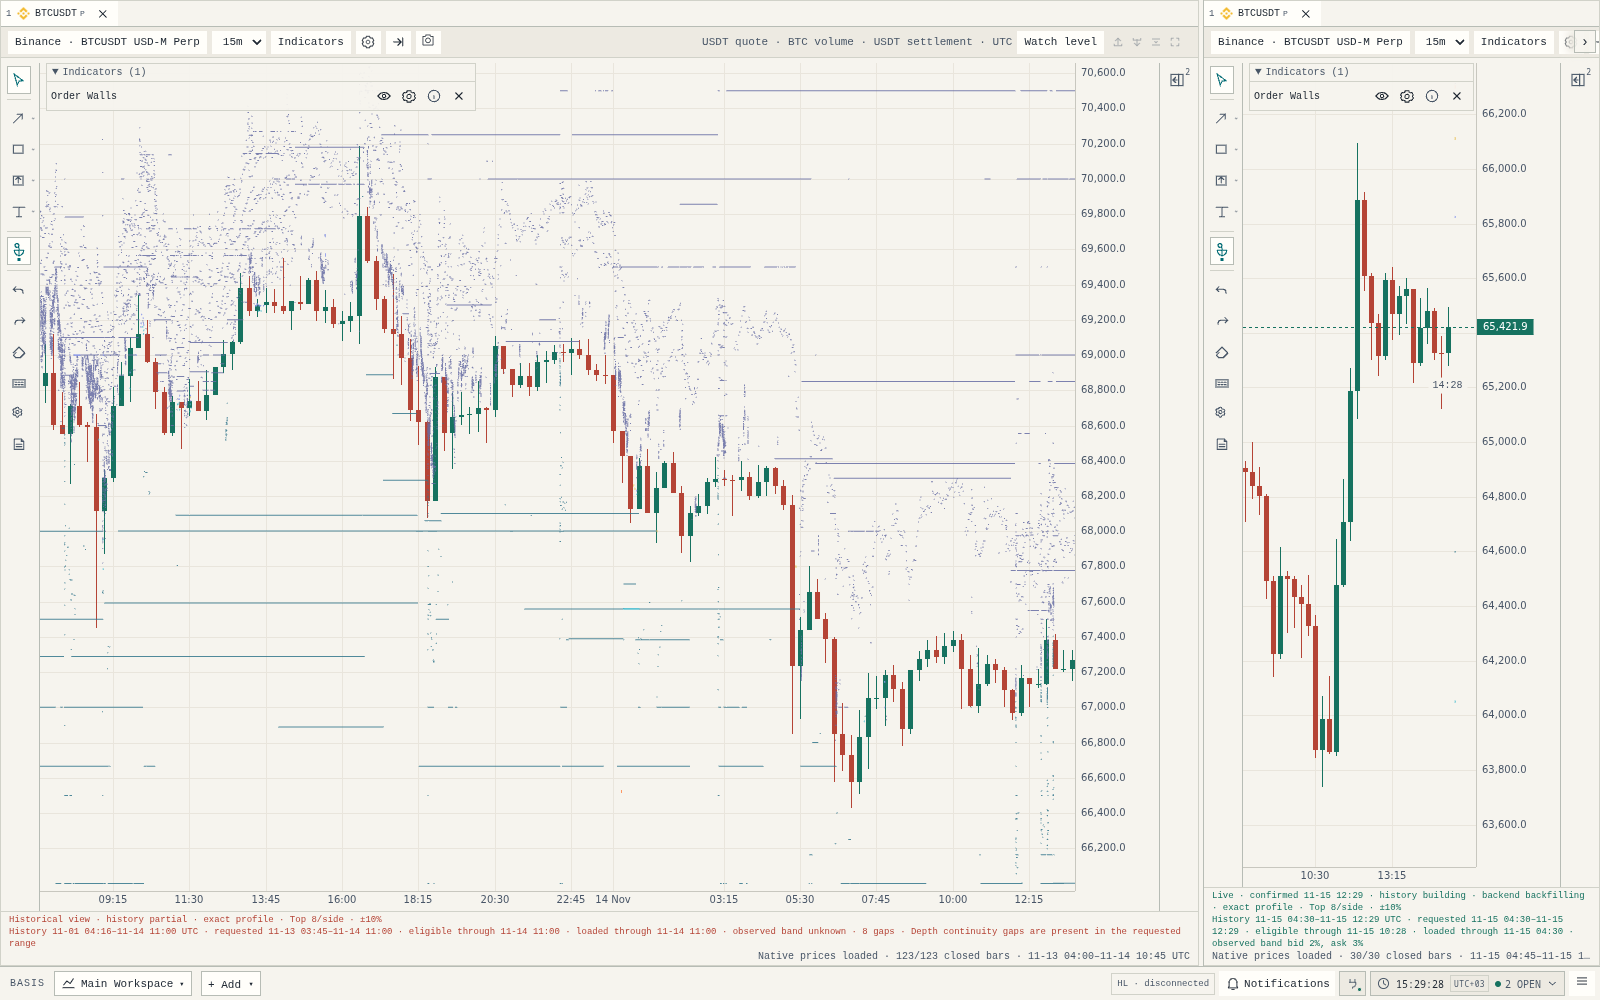 1 BTCUSDT P
Binance · BTCUSDT USD-M Perp 15m Indicators USDT quote · BTC volume · USDT settlement · UTC Watch level
▼ Indicators (1)
Order Walls
70,600.0
70,400.0
70,200.0
70,000.0
69,800.0
69,600.0
69,400.0
69,200.0
69,000.0
68,800.0
68,600.0
68,400.0
68,200.0
68,000.0
67,800.0
67,600.0
67,400.0
67,200.0
67,000.0
66,800.0
66,600.0
66,400.0
66,200.0
2
09:15 11:30 13:45 16:00 18:15 20:30 22:45 14 Nov 03:15 05:30 07:45 10:00 12:15
Historical view · history partial · exact profile · Top 8/side · ±10%
History 11-01 04:16–11-14 11:00 UTC · requested 11-13 03:45–11-14 11:00 · eligible through 11-14 11:00 · loaded through 11-14 11:00 · observed band unknown · 8 gaps · Depth continuity gaps are present in the requested
range
Native prices loaded · 123/123 closed bars · 11-13 04:00–11-14 10:45 UTC
1 BTCUSDT P
Binance · BTCUSDT USD-M Perp 15m Indicators
▼ Indicators (1)
Order Walls
2
66,200.0
66,000.0
65,800.0
65,600.0
65,421.9
65,200.0
14:28
65,000.0
64,800.0
64,600.0
64,400.0
64,200.0
64,000.0
63,800.0
63,600.0
10:30 13:15
Live · confirmed 11-15 12:29 · history building · backend backfilling
· exact profile · Top 8/side · ±10%
History 11-15 04:30–11-15 12:29 UTC · requested 11-15 04:30–11-15
12:29 · eligible through 11-15 10:28 · loaded through 11-15 04:30 ·
observed band bid 2%, ask 3%
Native prices loaded · 30/30 closed bars · 11-15 04:45–11-15 1…
BASIS Main Workspace + Add HL · disconnected Notifications 15:29:28 UTC+03 2 OPEN